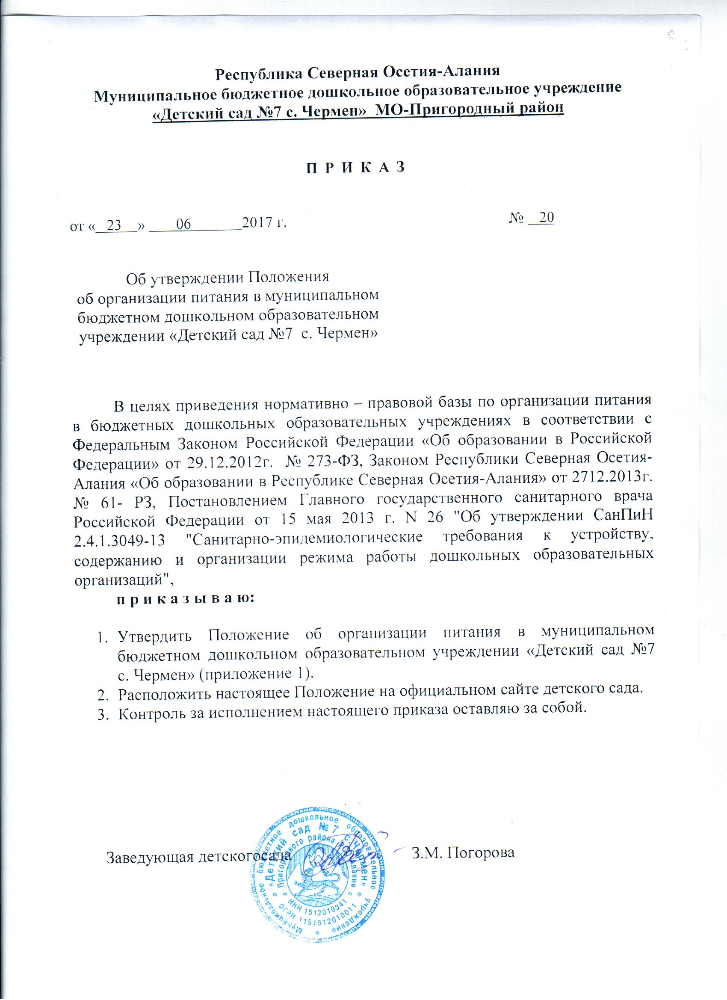 Республика Северная Осетия-Алания
Муниципальное бюджетное дошкольное образовательное учреждение
«Детский сад №7 с. Чермен»  МО-Пригородный район
П Р И К А З
от «   23    » 06 2017 г. № 20
Об утверждении Положения
об организации питания в муниципальном
бюджетном дошкольном образовательном
учреждении «Детский сад №7  с. Чермен»
В целях приведения нормативно – правовой базы по организации питания
в бюджетных дошкольных образовательных учреждениях в соответствии с
Федеральным Законом Российской Федерации «Об образовании в Российской
Федерации» от 29.12.2012г.  № 273-ФЗ, Законом Республики Северная Осетия-
Алания «Об образовании в Республике Северная Осетия-Алания» от 2712.2013г.
№ 61- РЗ, Постановлением Главного государственного санитарного врача
Российской Федерации от 15 мая 2013 г. N 26 "Об утверждении СанПиН
2.4.1.3049-13 "Санитарно-эпидемиологические требования к устройству,
содержанию и организации режима работы дошкольных образовательных
организаций",
п р и к а з ы в а ю:
1. Утвердить Положение об организации питания в муниципальном
бюджетном дошкольном образовательном учреждении «Детский сад №7
с. Чермен» (приложение 1).
2. Расположить настоящее Положение на официальном сайте детского сада.
3. Контроль за исполнением настоящего приказа оставляю за собой.
Заведующая детскогосада З.М. Погорова
Муниципальное бюджетное дошкольное образовательное учреждение
«Детский сад №7 с. Чермен»
Пригородного района РСО-Алания
ИНН 1512019341
ОГРН 1151512010011